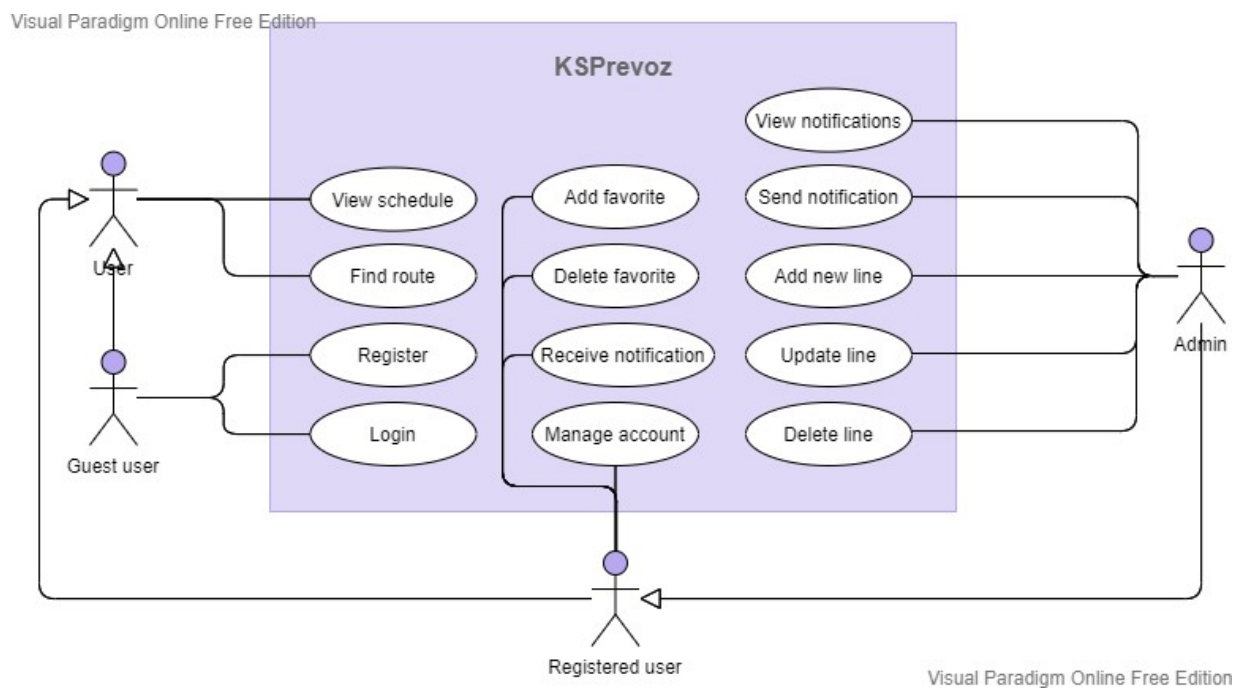 Visual Paradigm Online Free Edition
KSPrevoz
View notifications
View schedule
Add favorite
Send notification
User
Find route
Delete favorite
Add new line
Register
Receive notification
Update line
Admin
Login
Manage account
Delete line
Guest user
Registered user
Visual Paradigm Online Free Edition